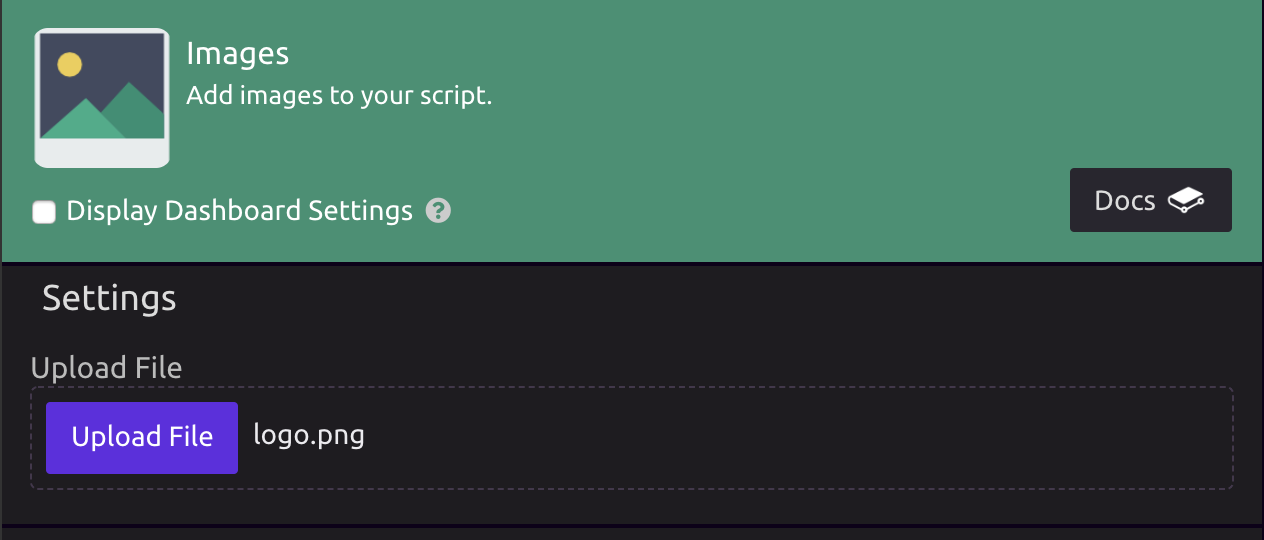 Images
Add images to your script.
Display Dashboard Settings ?
Docs
Settings
Upload File
Upload File logo.png